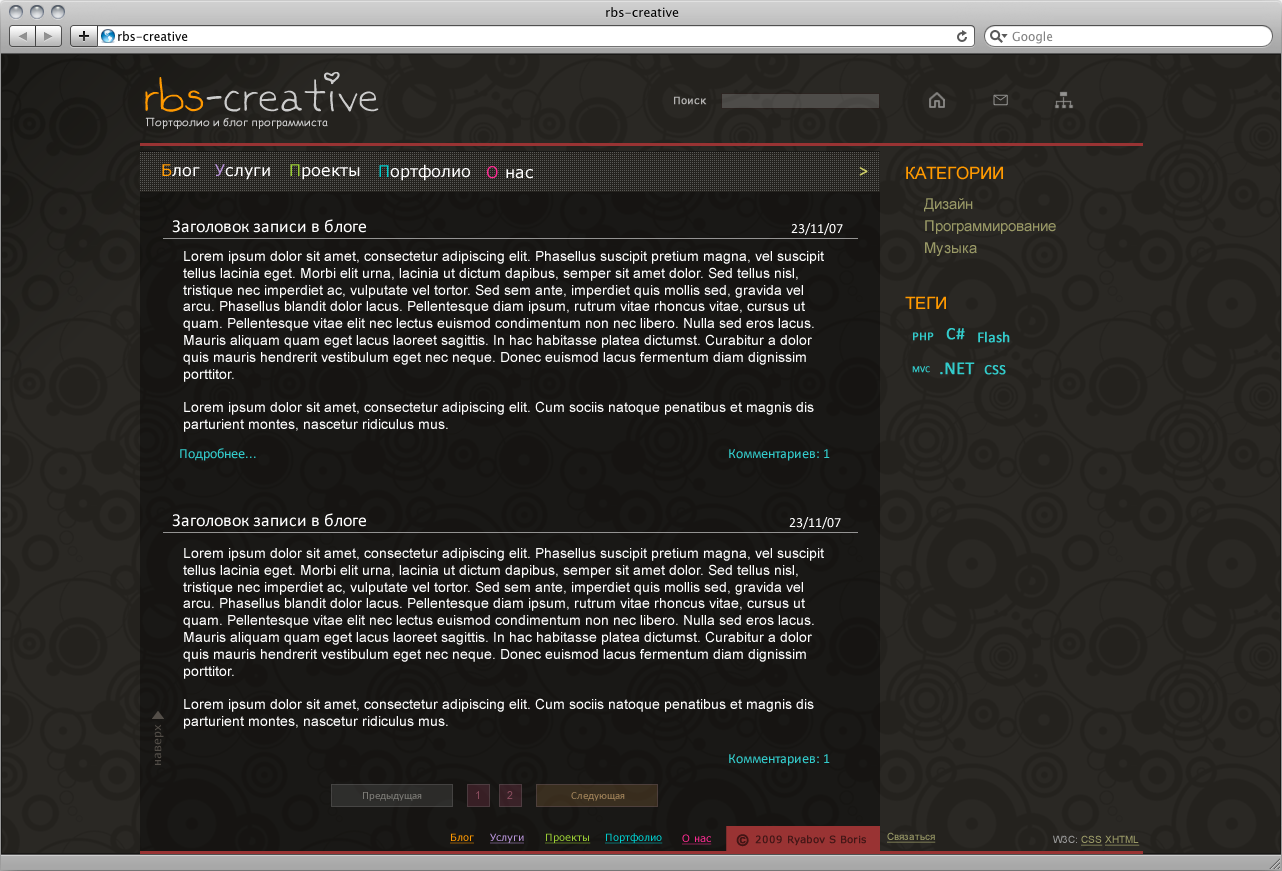 rbs-creative
rbs-creative
Google
rbs-creative
Портфолио и блог программиста
Поиск
Блог Услуги Проекты Портфолио О нас >
Заголовок записи в блоге 23/11/07
Lorem ipsum dolor sit amet, consectetur adipiscing elit. Phasellus suscipit pretium magna, vel suscipit
tellus lacinia eget. Morbi elit urna, lacinia ut dictum dapibus, semper sit amet dolor. Sed tellus nisl,
tristique nec imperdiet ac, vulputate vel tortor. Sed sem ante, imperdiet quis mollis sed, gravida vel
arcu. Phasellus blandit dolor lacus. Pellentesque diam ipsum, rutrum vitae rhoncus vitae, cursus ut
quam. Pellentesque vitae elit nec lectus euismod condimentum non nec libero. Nulla sed eros lacus.
Mauris aliquam quam eget lacus laoreet sagittis. In hac habitasse platea dictumst. Curabitur a dolor
quis mauris hendrerit vestibulum eget nec neque. Donec euismod lacus fermentum diam dignissim
porttitor.
Lorem ipsum dolor sit amet, consectetur adipiscing elit. Cum sociis natoque penatibus et magnis dis
parturient montes, nascetur ridiculus mus.
Подробнее... Комментариев: 1
Заголовок записи в блоге 23/11/07
Lorem ipsum dolor sit amet, consectetur adipiscing elit. Phasellus suscipit pretium magna, vel suscipit
tellus lacinia eget. Morbi elit urna, lacinia ut dictum dapibus, semper sit amet dolor. Sed tellus nisl,
tristique nec imperdiet ac, vulputate vel tortor. Sed sem ante, imperdiet quis mollis sed, gravida vel
arcu. Phasellus blandit dolor lacus. Pellentesque diam ipsum, rutrum vitae rhoncus vitae, cursus ut
quam. Pellentesque vitae elit nec lectus euismod condimentum non nec libero. Nulla sed eros lacus.
Mauris aliquam quam eget lacus laoreet sagittis. In hac habitasse platea dictumst. Curabitur a dolor
quis mauris hendrerit vestibulum eget nec neque. Donec euismod lacus fermentum diam dignissim
porttitor.
Lorem ipsum dolor sit amet, consectetur adipiscing elit. Cum sociis natoque penatibus et magnis dis
parturient montes, nascetur ridiculus mus.
Комментариев: 1
наверх
Предыдущая 1 2 Следующая
КАТЕГОРИИ
Дизайн
Программирование
Музыка
ТЕГИ
PHP C# Flash
MVC .NET CSS
Блог Услуги Проекты Портфолио О нас © 2009 Ryabov S Boris Связаться W3C: CSS XHTML